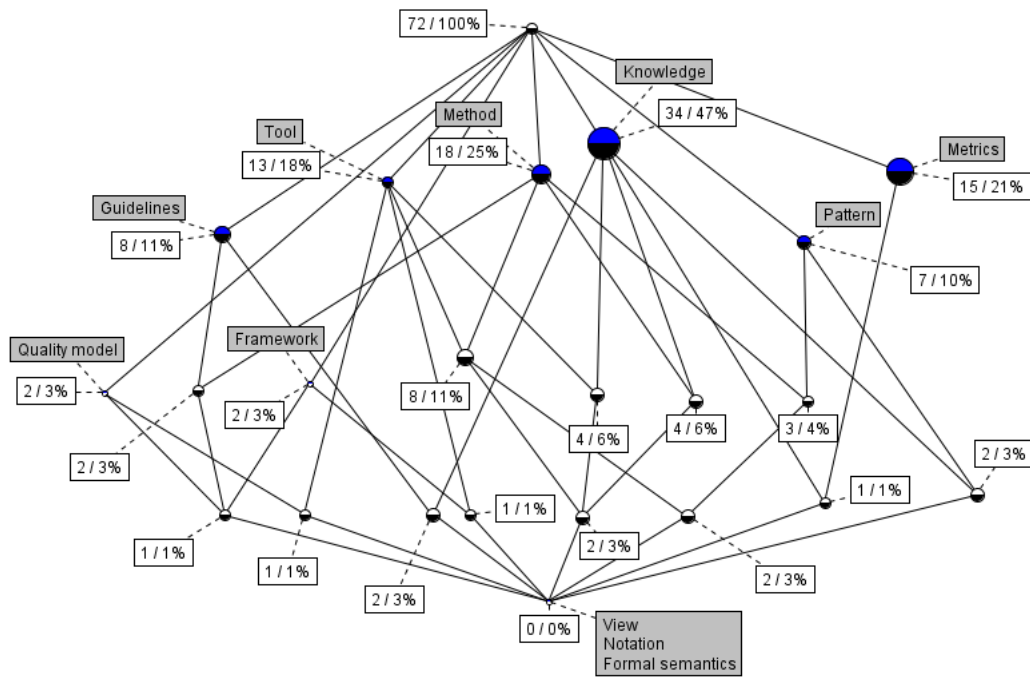 72 / 100%
Knowledge
34 / 47%
Method
18 / 25%
Tool
13 / 18%
Metrics
15 / 21%
Guidelines
8 / 11%
Pattern
7 / 10%
Quality model
2 / 3%
Framework
2 / 3%
2 / 3%
8 / 11%
4 / 6%
4 / 6%
3 / 4%
2 / 3%
1 / 1%
1 / 1%
2 / 3%
1 / 1%
1 / 1%
2 / 3%
2 / 3%
0 / 0%
View
Notation
Formal semantics